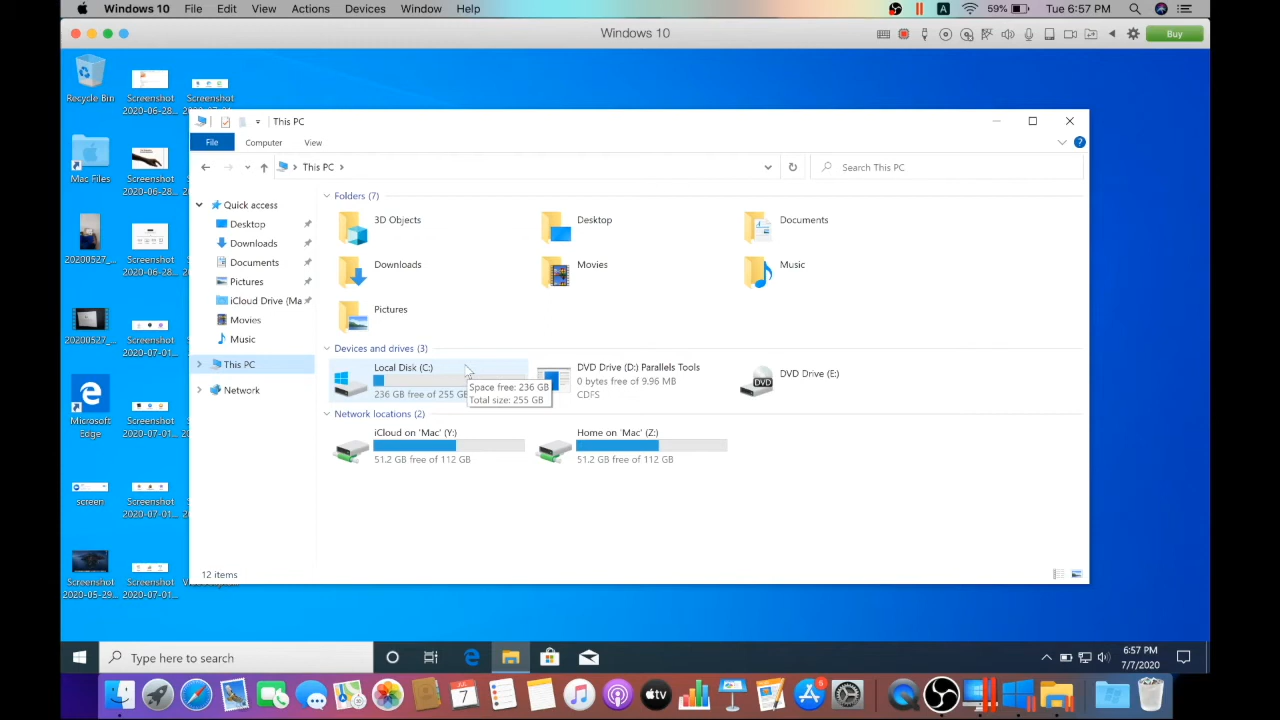 Windows 10 File Edit View Actions Devices Window Help A 59% Tue 6:57 PM
Windows 10
Buy
Recycle Bin
Screenshot
2020-06-28...
Screenshot
2020-07-01
Mac Files
Screenshot
2020-06-28...
20200527_...
Screenshot
2020-06-28...
20200527_...
Screenshot
2020-07-01...
Microsoft
Edge
Screenshot
2020-07-01...
screen
Screenshot
2020-07-01...
Screenshot
2020-05-29...
Screenshot
2020-07-01...
This PC
File Computer View
This PC
Search This PC
Quick access
Desktop
Downloads
Documents
Pictures
iCloud Drive (Ma
Movies
Music
This PC
Network
Folders (7)
3D Objects
Desktop
Documents
Downloads
Movies
Music
Pictures
Devices and drives (3)
Local Disk (C:)
236 GB free of 255 GB
Space free: 236 GB
Total size: 255 GB
DVD Drive (D:) Parallels Tools
0 bytes free of 9.96 MB
CDFS
DVD Drive (E:)
DVD
Network locations (2)
iCloud on 'Mac' (Y:)
51.2 GB free of 112 GB
Home on 'Mac' (Z:)
51.2 GB free of 112 GB
12 items
Type here to search
6:57 PM
7/7/2020
JUL
7
tv